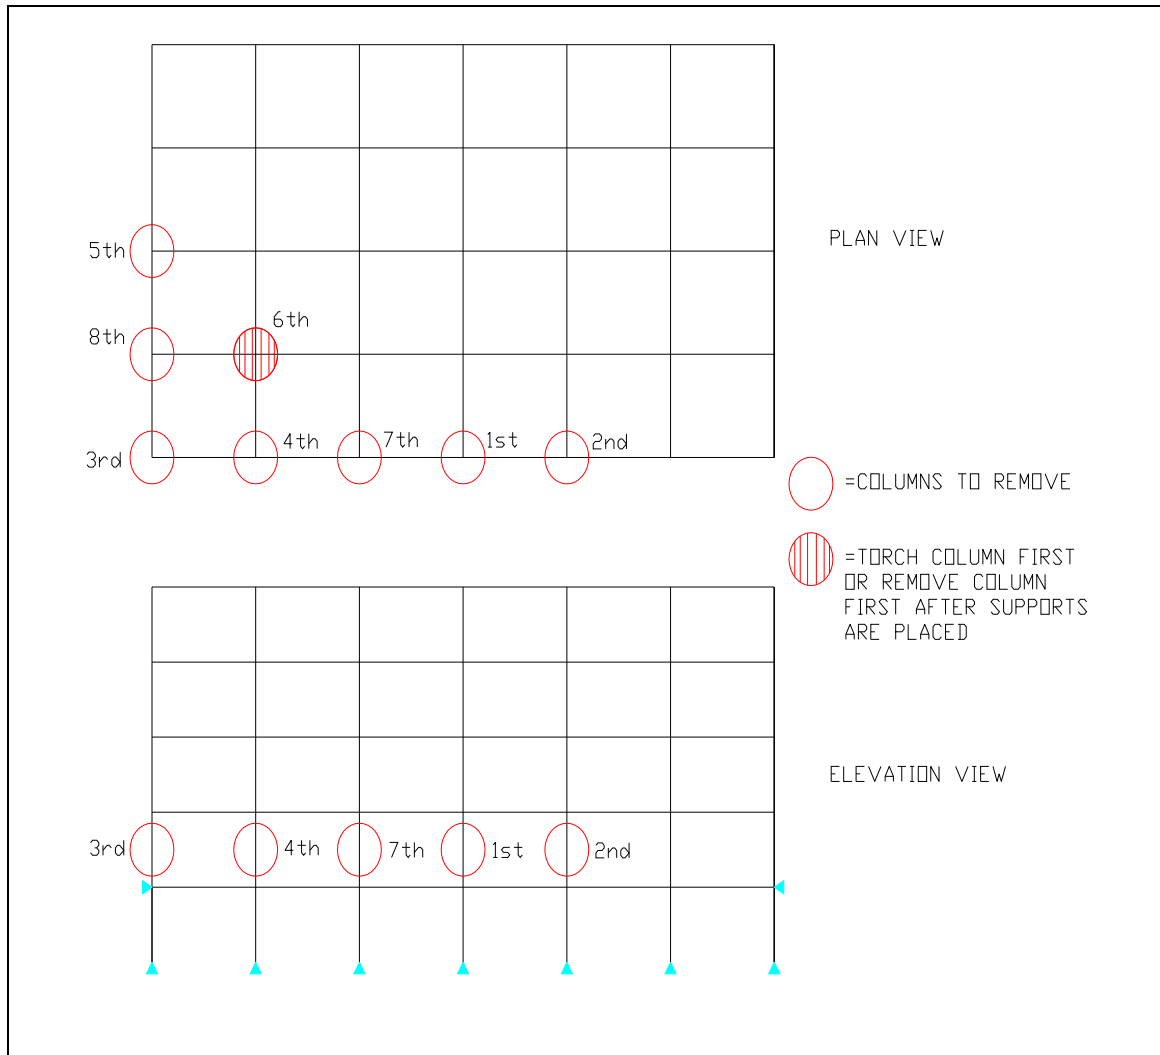 5th
PLAN VIEW
6th
8th
3rd
4th
7th
1st
2nd
=COLUMNS TO REMOVE
=TORCH COLUMN FIRST
OR REMOVE COLUMN
FIRST AFTER SUPPORTS
ARE PLACED
ELEVATION VIEW
3rd
4th
7th
1st
2nd